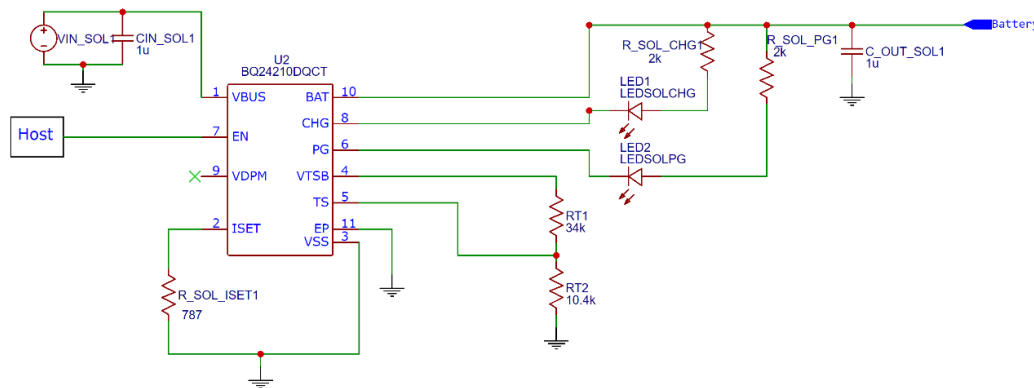 VIN_SOL1
CIN_SOL1
1u
Battery
R_SOL_CHG1
2k
R_SOL_PG1
2k
C_OUT_SOL1
1u
U2
BQ24210DQCT
LED1
LEDSOLCHG
1 VBUS BAT 10
CHG 8
Host
7 EN
PG 6
LED2
LEDSOLPG
9 VDPM VTSB 4
TS 5
RT1
34k
2 ISET EP 11
VSS 3
R_SOL_ISET1
787
RT2
10.4k